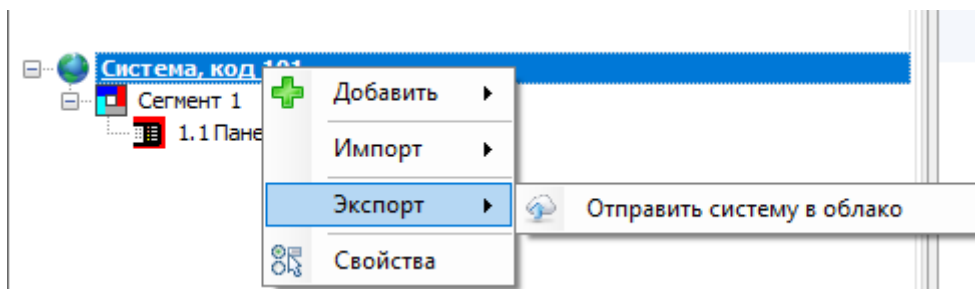 Система, код 101
Сегмент 1
Добавить
1.1 Пане
Импорт
Экспорт
Отправить систему в облако
Свойства